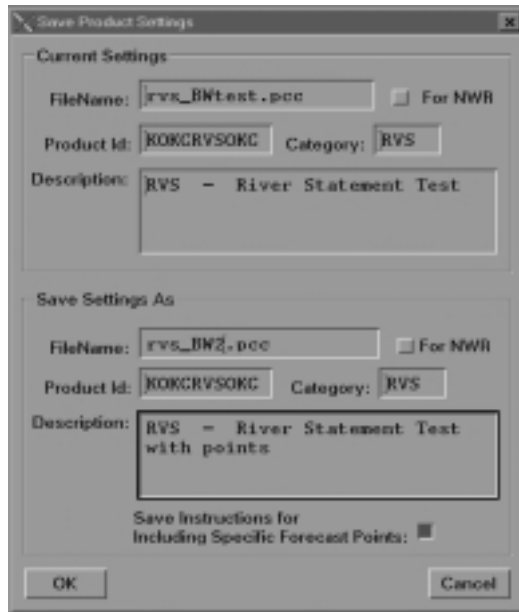 Save Product Settings
Current Settings
FileName: rvs_BWtest.pcc For NWR
Product Id: KOKCRVSOKC Category: RVS
Description: RVS - River Statement Test
Save Settings As
FileName: rvs_BW2.pcc For NWR
Product Id: KOKCRVSOKC Category: RVS
Description: RVS - River Statement Test
with points
Save Instructions for
Including Specific Forecast Points:
OK Cancel